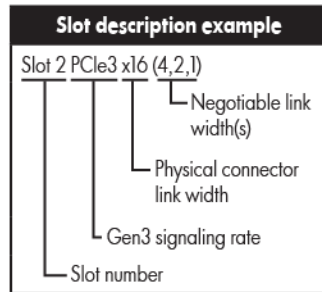 Slot description example
Slot 2 PCIe3 x16 (4,2,1)
Negotiable link
width(s)
Physical connector
link width
Gen3 signaling rate
Slot number